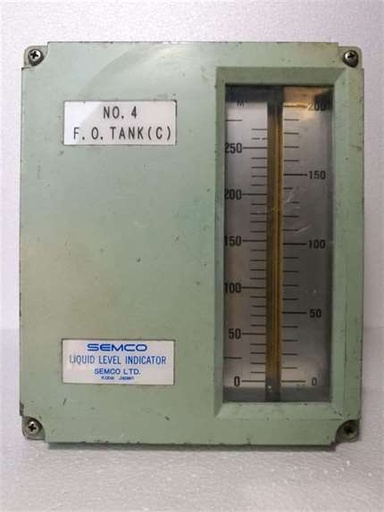 NO. 4
F. O. TANK(C)
SEMCO
LIQUID LEVEL INDICATOR
SEMCO LTD.
Kobe Japan
M
250
200
150
100
50
0
200
150
100
50
0